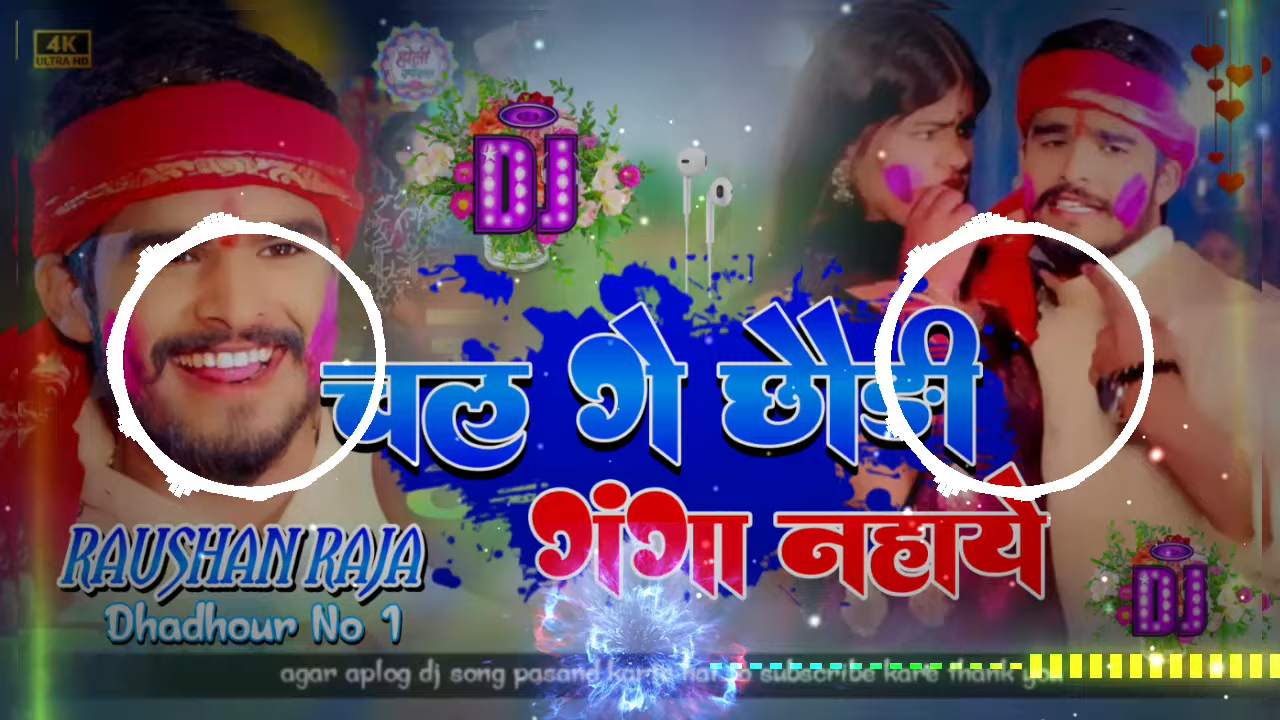 4K
ULTRA HD
होली
DJ
चल गे छौड़ी
गंगा नहाये
RAUSHAN RAJA
Dhadhour No 1
DJ
agar aplog dj song pasand karte hai to subscribe kare thank you